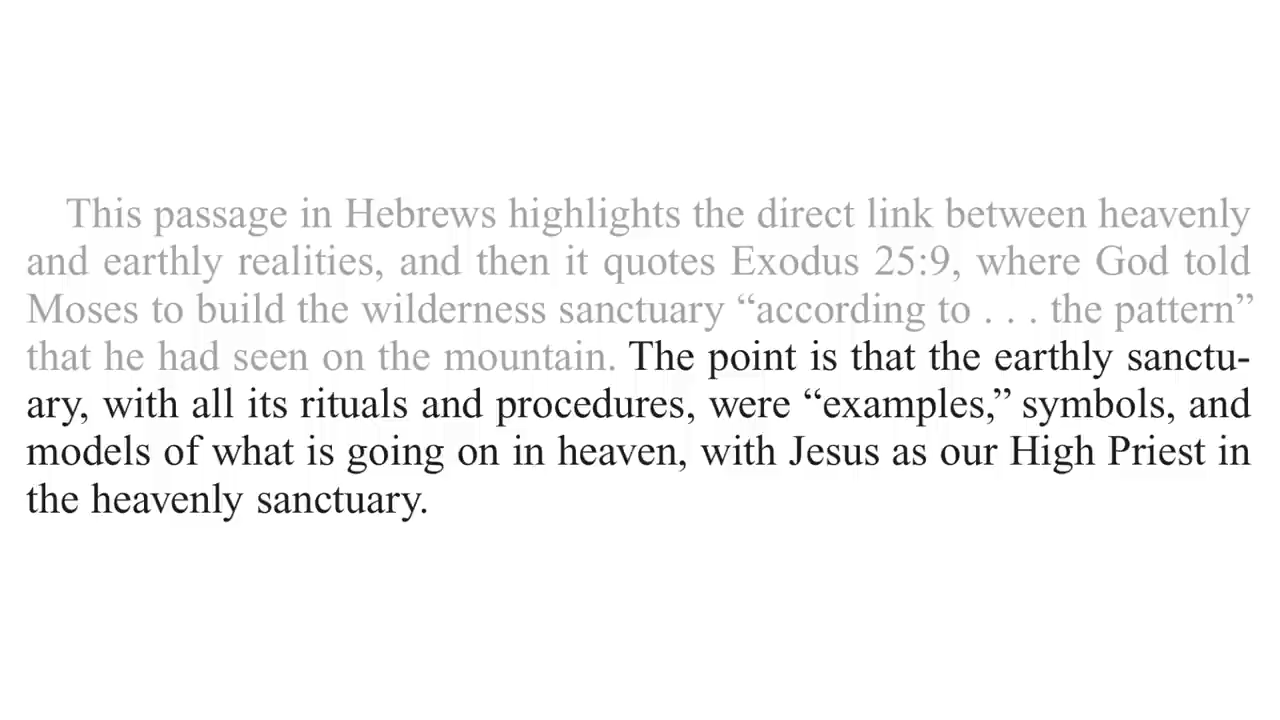 This passage in Hebrews highlights the direct link between heavenly
and earthly realities, and then it quotes Exodus 25:9, where God told
Moses to build the wilderness sanctuary “according to . . . the pattern”
that he had seen on the mountain. The point is that the earthly sanctu-
ary, with all its rituals and procedures, were “examples,” symbols, and
models of what is going on in heaven, with Jesus as our High Priest in
the heavenly sanctuary.